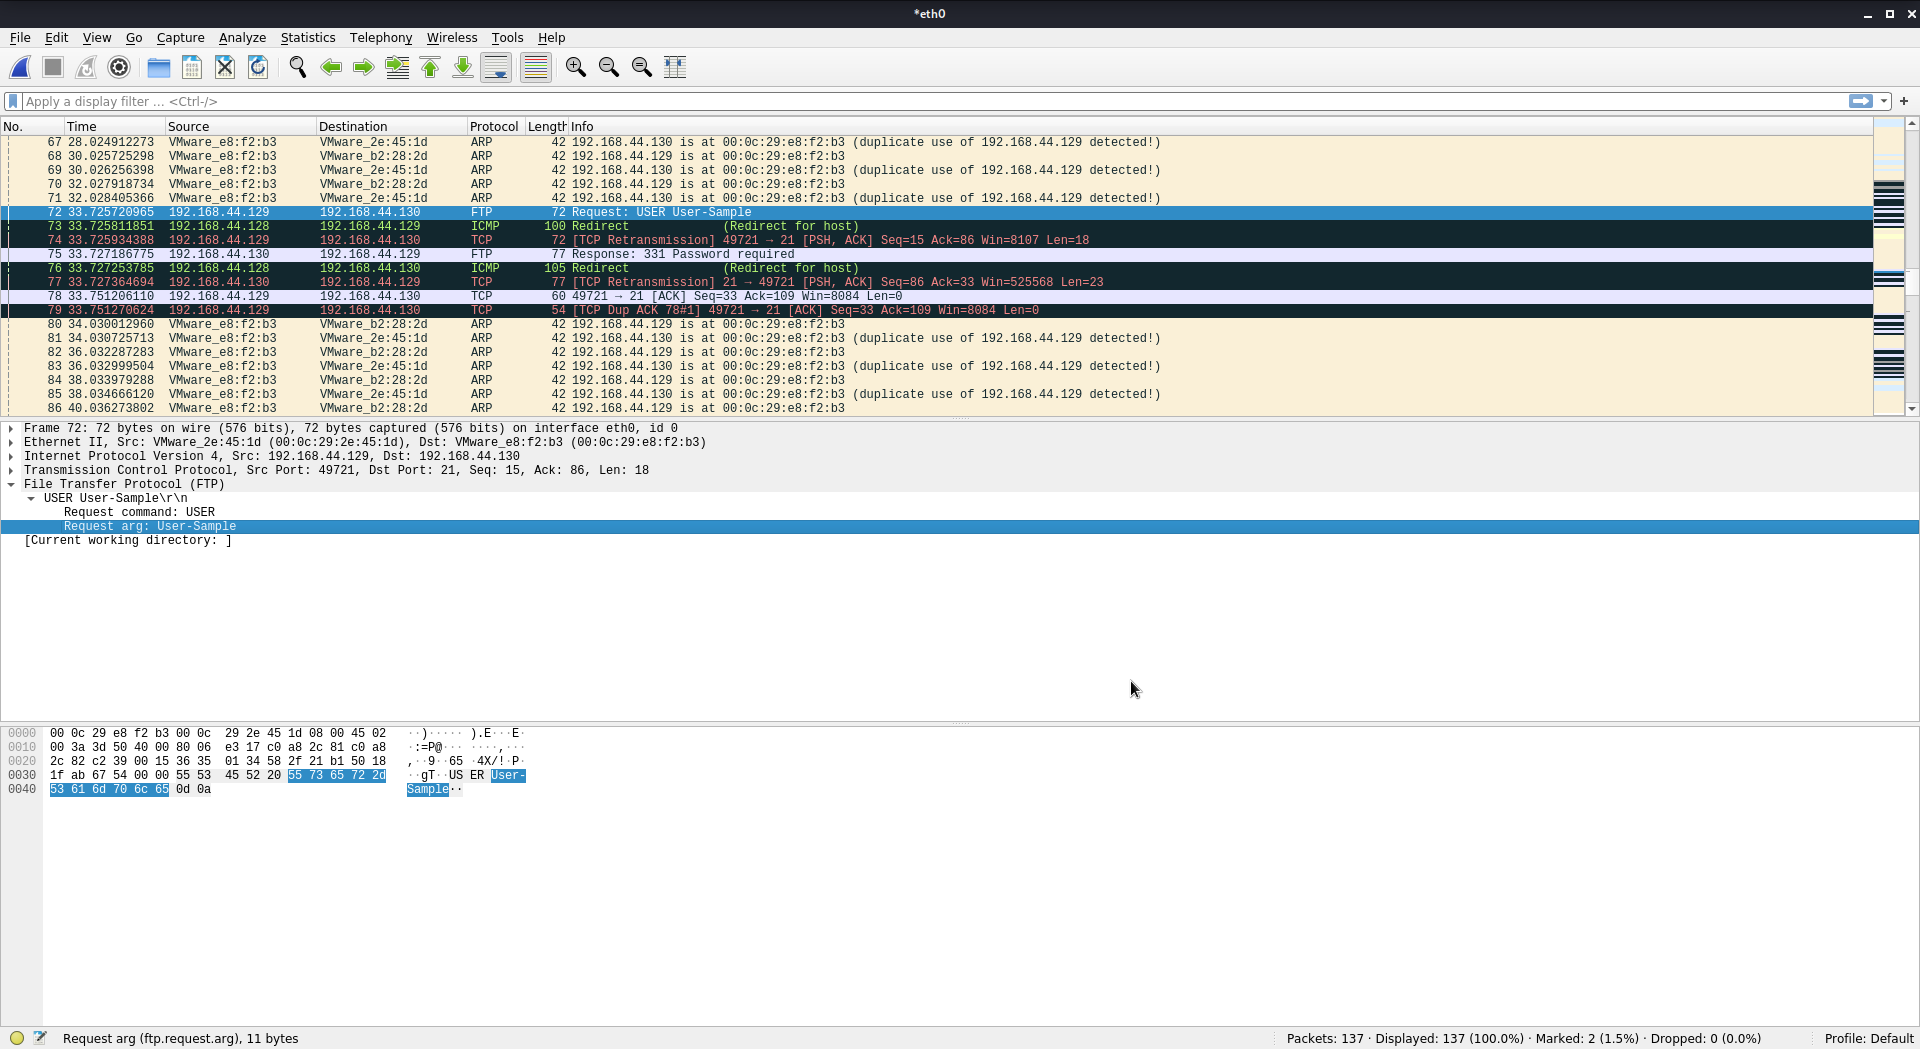 *eth0
File Edit View Go Capture Analyze Statistics Telephony Wireless Tools Help
Apply a display filter ... <Ctrl-/>
No. Time Source Destination Protocol Length Info
67 28.024912273 VMware_e8:f2:b3 VMware_2e:45:1d ARP 42 192.168.44.130 is at 00:0c:29:e8:f2:b3 (duplicate use of 192.168.44.129 detected!)
68 30.025725298 VMware_e8:f2:b3 VMware_b2:28:2d ARP 42 192.168.44.129 is at 00:0c:29:e8:f2:b3
69 30.026256398 VMware_e8:f2:b3 VMware_2e:45:1d ARP 42 192.168.44.130 is at 00:0c:29:e8:f2:b3 (duplicate use of 192.168.44.129 detected!)
70 32.027918734 VMware_e8:f2:b3 VMware_b2:28:2d ARP 42 192.168.44.129 is at 00:0c:29:e8:f2:b3
71 32.028405366 VMware_e8:f2:b3 VMware_2e:45:1d ARP 42 192.168.44.130 is at 00:0c:29:e8:f2:b3 (duplicate use of 192.168.44.129 detected!)
72 33.725720965 192.168.44.129 192.168.44.130 FTP 72 Request: USER User-Sample
73 33.725811851 192.168.44.128 192.168.44.129 ICMP 100 Redirect (Redirect for host)
74 33.725934388 192.168.44.129 192.168.44.130 TCP 72 [TCP Retransmission] 49721 → 21 [PSH, ACK] Seq=15 Ack=86 Win=8107 Len=18
75 33.727186775 192.168.44.130 192.168.44.129 FTP 77 Response: 331 Password required
76 33.727253785 192.168.44.128 192.168.44.130 ICMP 105 Redirect (Redirect for host)
77 33.727364694 192.168.44.130 192.168.44.129 TCP 77 [TCP Retransmission] 21 → 49721 [PSH, ACK] Seq=86 Ack=33 Win=525568 Len=23
78 33.751206110 192.168.44.129 192.168.44.130 TCP 60 49721 → 21 [ACK] Seq=33 Ack=109 Win=8084 Len=0
79 33.751270624 192.168.44.129 192.168.44.130 TCP 54 [TCP Dup ACK 78#1] 49721 → 21 [ACK] Seq=33 Ack=109 Win=8084 Len=0
80 34.030012960 VMware_e8:f2:b3 VMware_b2:28:2d ARP 42 192.168.44.129 is at 00:0c:29:e8:f2:b3
81 34.030725713 VMware_e8:f2:b3 VMware_2e:45:1d ARP 42 192.168.44.130 is at 00:0c:29:e8:f2:b3 (duplicate use of 192.168.44.129 detected!)
82 36.032287283 VMware_e8:f2:b3 VMware_b2:28:2d ARP 42 192.168.44.129 is at 00:0c:29:e8:f2:b3
83 36.032999504 VMware_e8:f2:b3 VMware_2e:45:1d ARP 42 192.168.44.130 is at 00:0c:29:e8:f2:b3 (duplicate use of 192.168.44.129 detected!)
84 38.033979288 VMware_e8:f2:b3 VMware_b2:28:2d ARP 42 192.168.44.129 is at 00:0c:29:e8:f2:b3
85 38.034666120 VMware_e8:f2:b3 VMware_2e:45:1d ARP 42 192.168.44.130 is at 00:0c:29:e8:f2:b3 (duplicate use of 192.168.44.129 detected!)
86 40.036273802 VMware_e8:f2:b3 VMware_b2:28:2d ARP 42 192.168.44.129 is at 00:0c:29:e8:f2:b3
Frame 72: 72 bytes on wire (576 bits), 72 bytes captured (576 bits) on interface eth0, id 0
Ethernet II, Src: VMware_2e:45:1d (00:0c:29:2e:45:1d), Dst: VMware_e8:f2:b3 (00:0c:29:e8:f2:b3)
Internet Protocol Version 4, Src: 192.168.44.129, Dst: 192.168.44.130
Transmission Control Protocol, Src Port: 49721, Dst Port: 21, Seq: 15, Ack: 86, Len: 18
File Transfer Protocol (FTP)
USER User-Sample\r\n
Request command: USER
Request arg: User-Sample
[Current working directory: ]
0000 00 0c 29 e8 f2 b3 00 0c 29 2e 45 1d 08 00 45 02 ··)····· ).E···E·
0010 00 3a 3d 50 40 00 80 06 e3 17 c0 a8 2c 81 c0 a8 ·:=P@··· ····,···
0020 2c 82 c2 39 00 15 36 35 01 34 58 2f 21 b1 50 18 ,··9··65 ·4X/!·P·
0030 1f ab 67 54 00 00 55 53 45 52 20 55 73 65 72 2d ··gT··US ER User-
0040 53 61 6d 70 6c 65 0d 0a Sample··
Request arg (ftp.request.arg), 11 bytes
Packets: 137 · Displayed: 137 (100.0%) · Marked: 2 (1.5%) · Dropped: 0 (0.0%)
Profile: Default